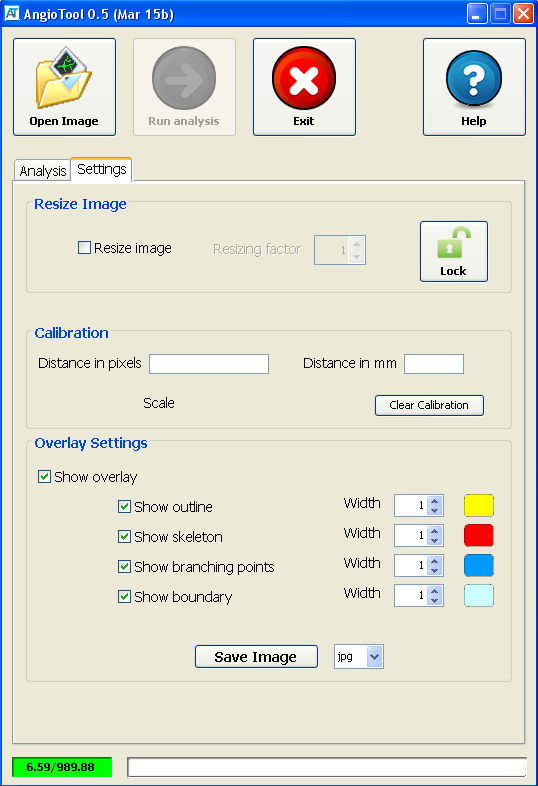 AT AngioTool 0.5 (Mar 15b)
Open Image Run analysis Exit ? Help
Analysis Settings
Resize Image
Resize image Resizing factor 1
Lock
Calibration
Distance in pixels Distance in mm
Scale Clear Calibration
Overlay Settings
Show overlay
Show outline Width 1
Show skeleton Width 1
Show branching points Width 1
Show boundary Width 1
Save Image jpg
6.59/989.88